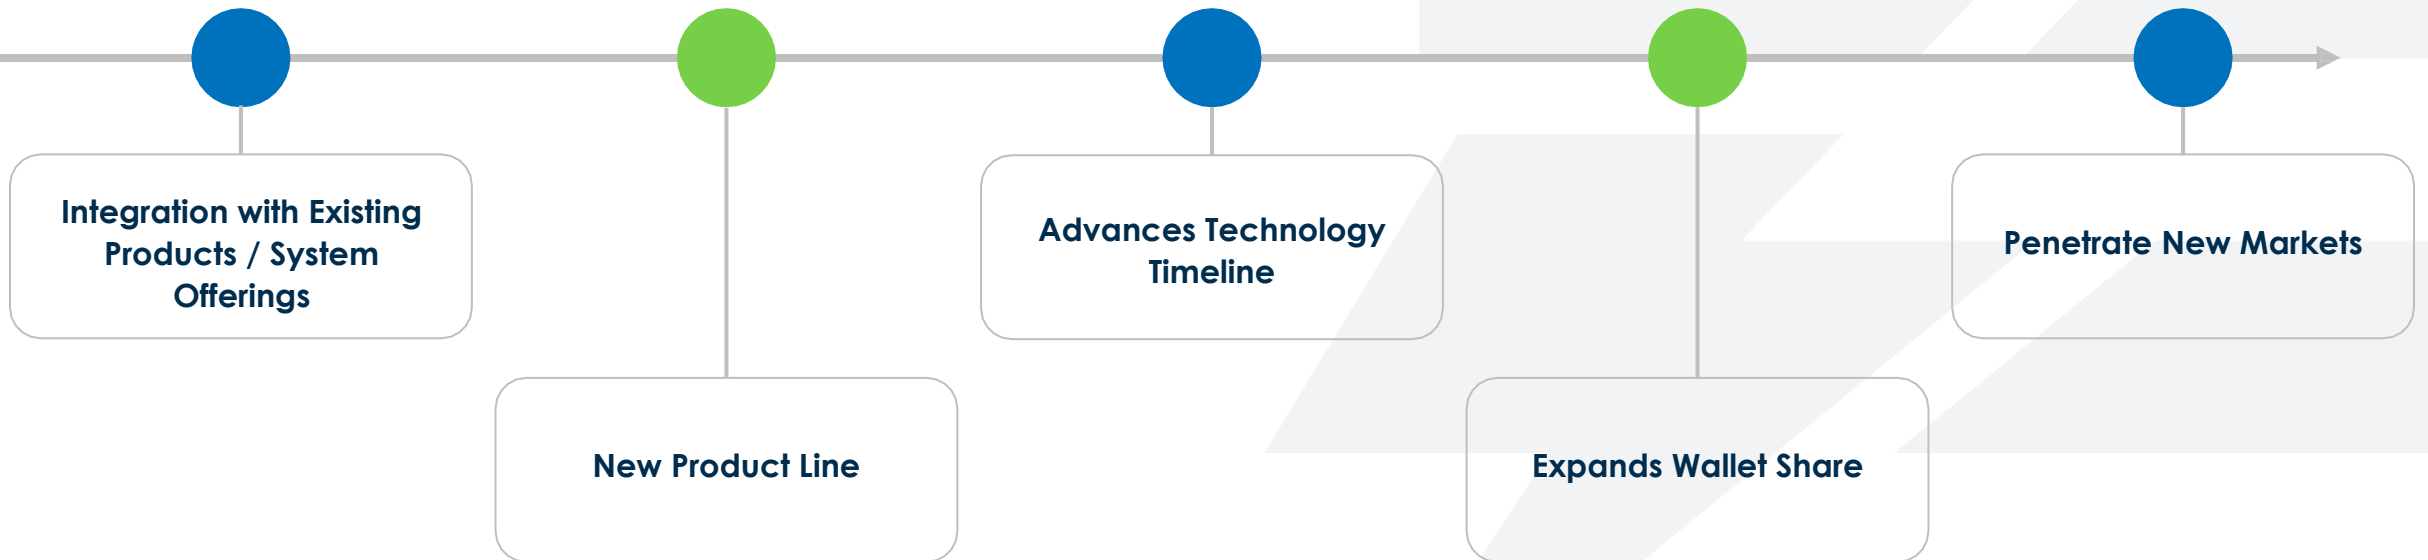 Integration with Existing
Products / System
Offerings
New Product Line
Advances Technology
Timeline
Expands Wallet Share
Penetrate New Markets